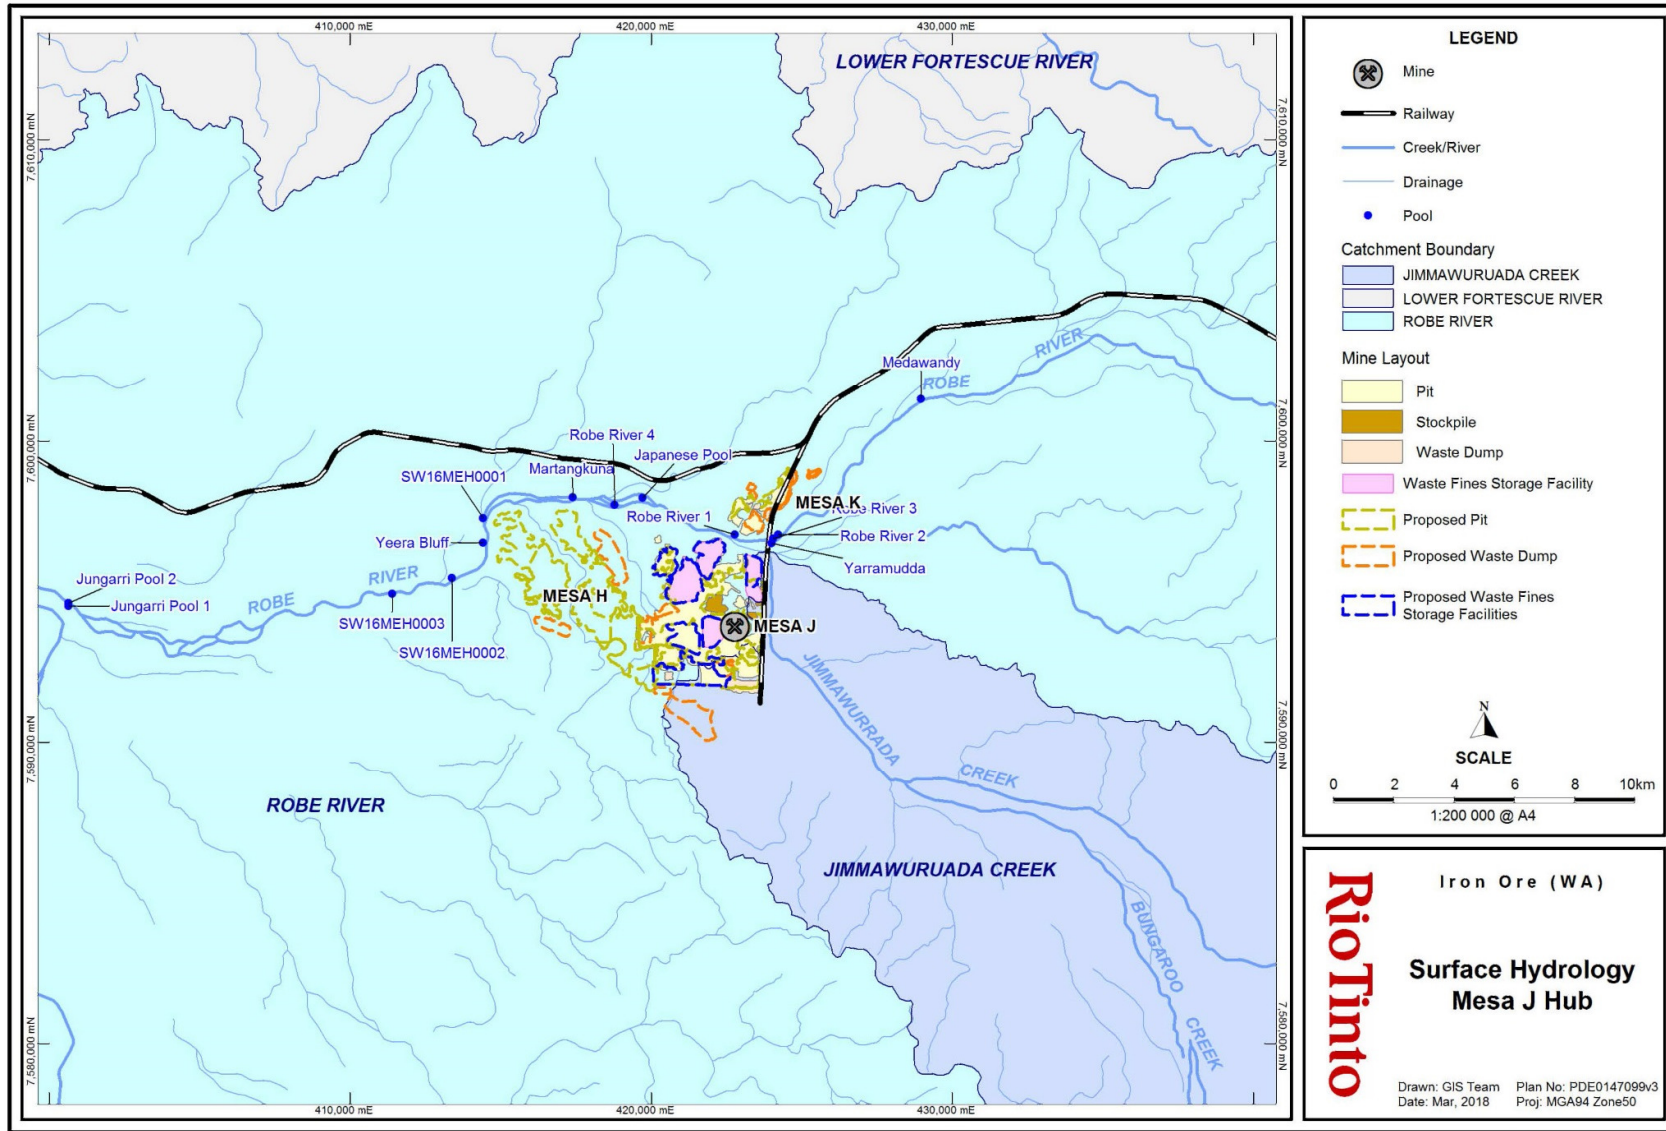 410,000 mE
420,000 mE
430,000 mE
LOWER FORTESCUE RIVER
7,610,000 mN
7,610,000 mN
RIVER
Medawandy
ROBE
7,600,000 mN
7,600,000 mN
Robe River 4
Japanese Pool
Martangkuna
SW16MEH0001
MESA K
Robe River 3
Robe River 1
Robe River 2
Yeera Bluff
Yarramudda
RIVER
Jungarri Pool 2
Jungarri Pool 1
ROBE
MESA H
SW16MEH0003
MESA J
SW16MEH0002
JIMMAWURRADA
CREEK
7,590,000 mN
7,590,000 mN
ROBE RIVER
JIMMAWURUADA CREEK
BUNGAROO
CREEK
7,580,000 mN
7,580,000 mN
410,000 mE
420,000 mE
430,000 mE
LEGEND
Mine
Railway
Creek/River
Drainage
Pool
Catchment Boundary
JIMMAWURUADA CREEK
LOWER FORTESCUE RIVER
ROBE RIVER
Mine Layout
Pit
Stockpile
Waste Dump
Waste Fines Storage Facility
Proposed Pit
Proposed Waste Dump
Proposed Waste Fines
Storage Facilities
N
SCALE
0 2 4 6 8 10km
1:200 000 @ A4
RioTinto
Iron Ore (WA)
Surface Hydrology
Mesa J Hub
Drawn: GIS Team Plan No: PDE0147099v3
Date: Mar, 2018 Proj: MGA94 Zone50